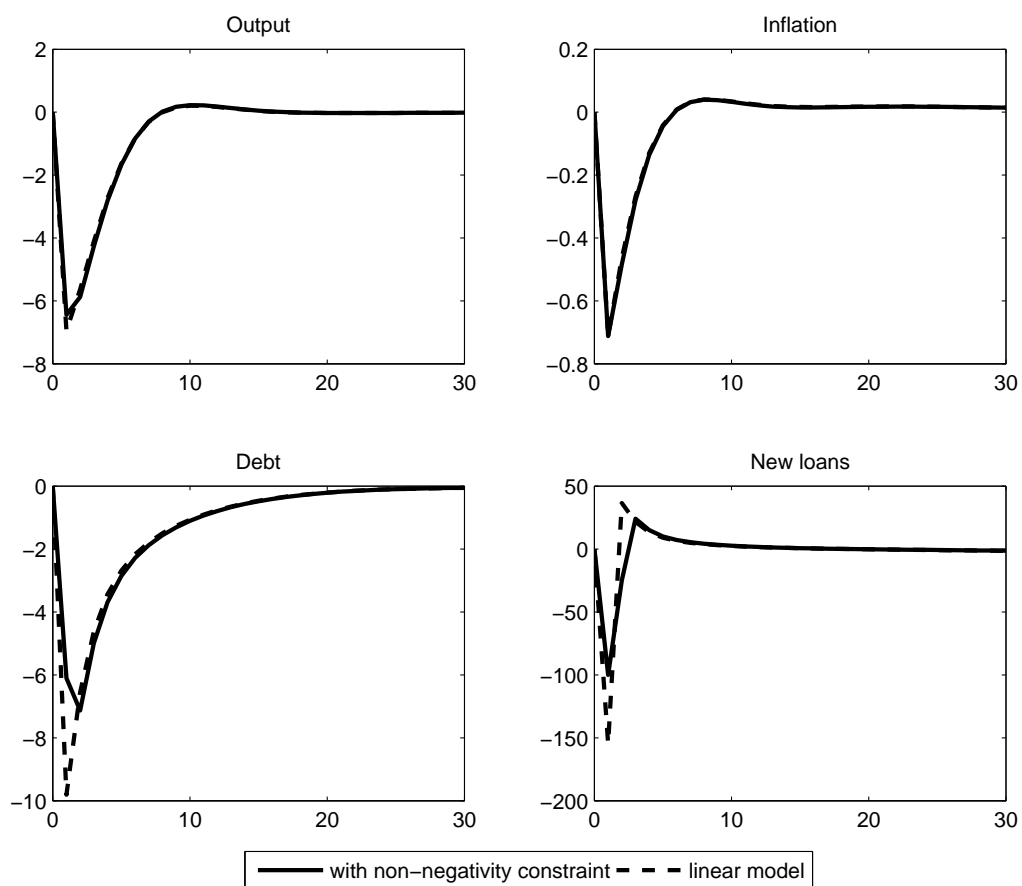 Output
2
0
−2
−4
−6
−8
0 10 20 30
Inflation
0.2
0
−0.2
−0.4
−0.6
−0.8
0 10 20 30
Debt
0
−2
−4
−6
−8
−10
0 10 20 30
New loans
50
0
−50
−100
−150
−200
0 10 20 30
with non−negativity constraint linear model